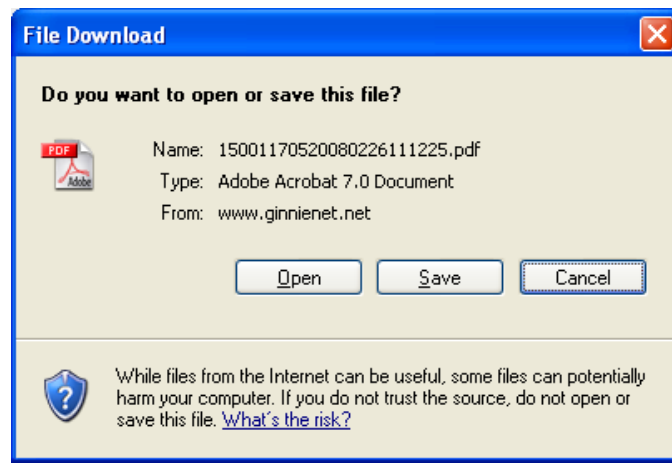 File Download
Do you want to open or save this file?
PDF
Adobe
Name: 15001170520080226111225.pdf
Type: Adobe Acrobat 7.0 Document
From: www.ginnienet.net
Open
Save
Cancel
While files from the Internet can be useful, some files can potentially
harm your computer. If you do not trust the source, do not open or
save this file. What's the risk?